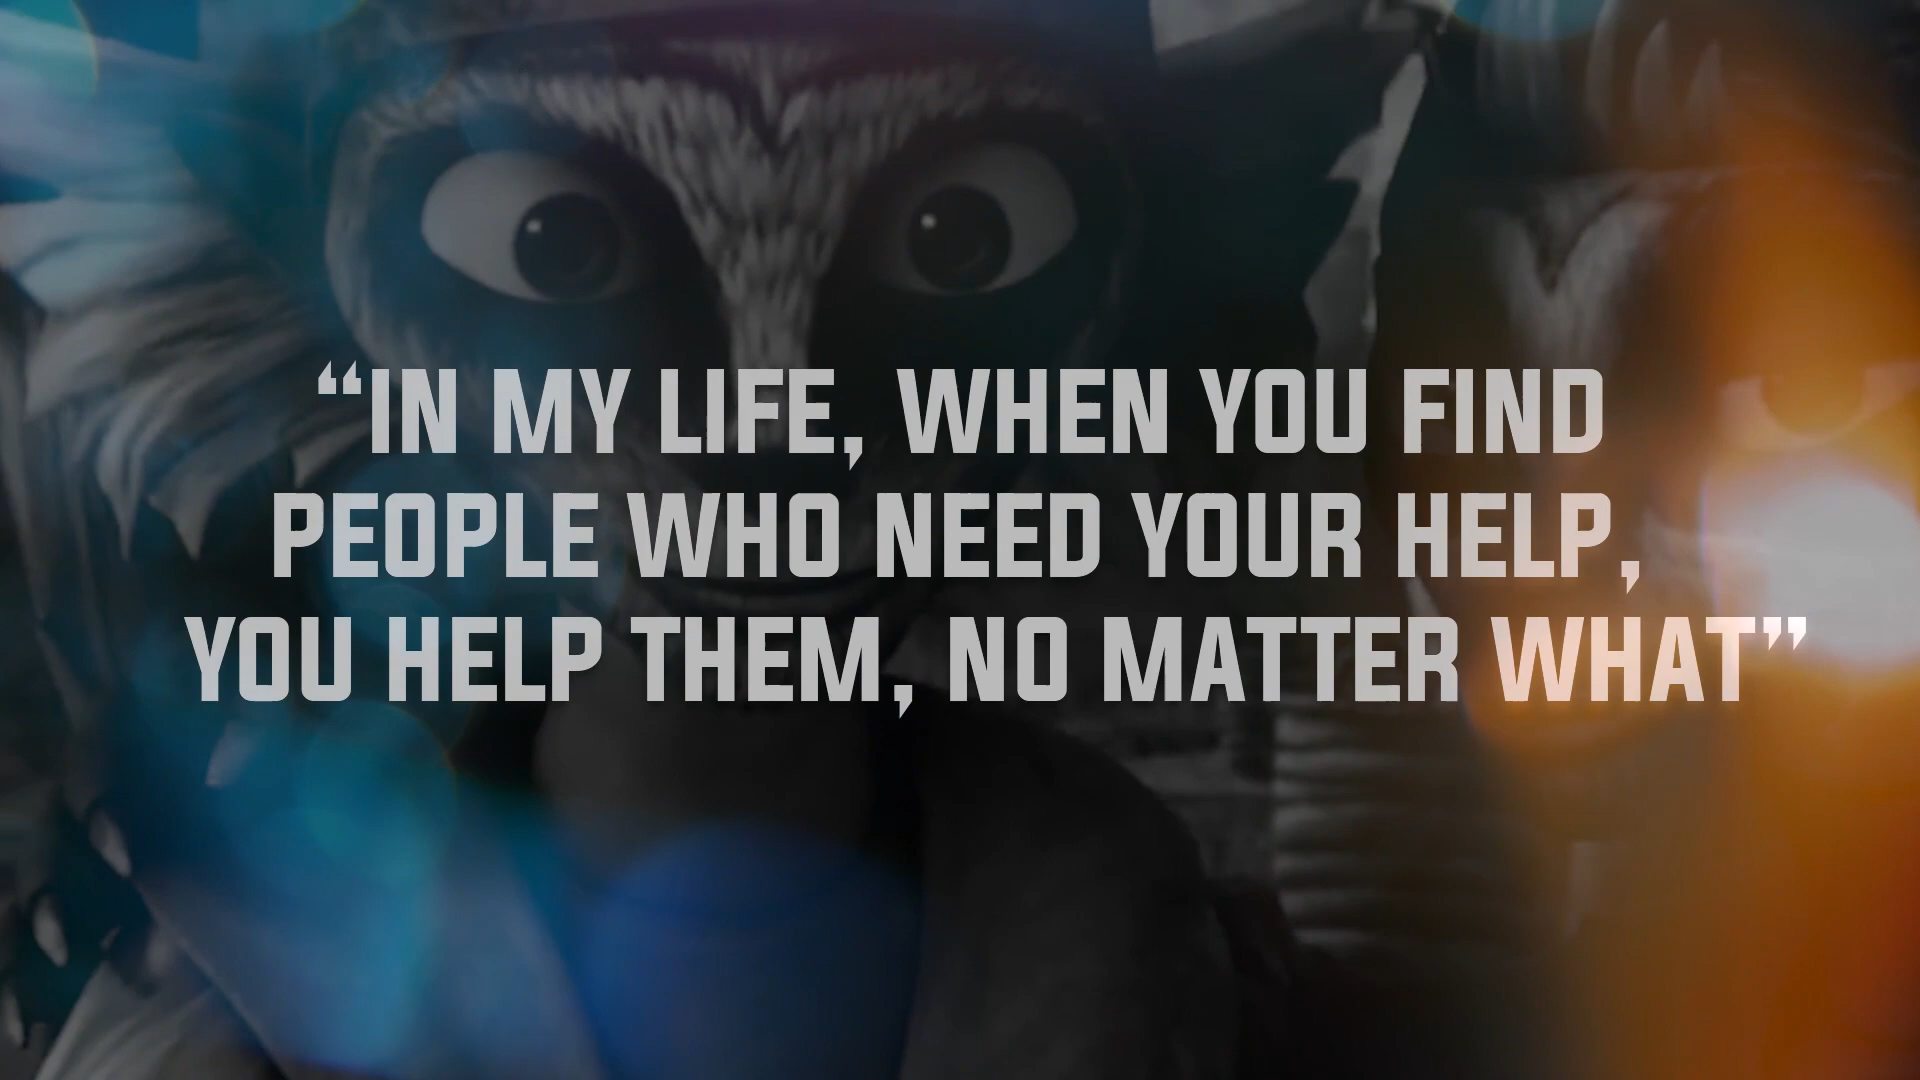 “IN MY LIFE, WHEN YOU FIND
PEOPLE WHO NEED YOUR HELP,
YOU HELP THEM, NO MATTER WHAT”